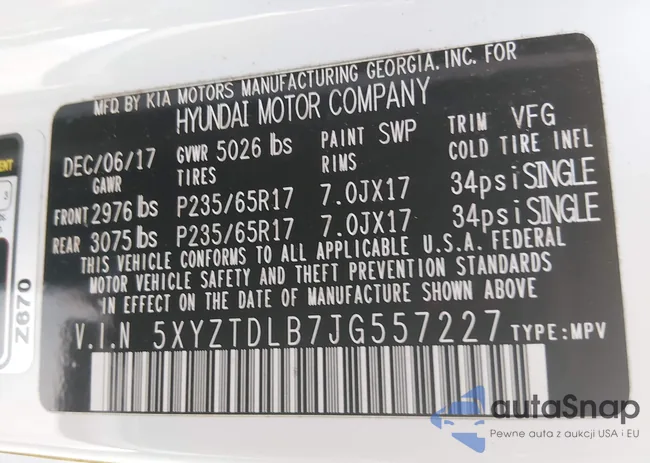 MFD. BY KIA MOTORS MANUFACTURING GEORGIA. INC. FOR
HYUNDAI MOTOR COMPANY
DEC/06/17 GVWR 5026 lbs PAINT SWP TRIM VFG
GAWR TIRES RIMS COLD TIRE INFL
FRONT 2976 lbs P235/65R17 7.0JX17 34psi SINGLE
REAR 3075 lbs P235/65R17 7.0JX17 34psi SINGLE
THIS VEHICLE CONFORMS TO ALL APPLICABLE U.S.A. FEDERAL
MOTOR VEHICLE SAFETY AND THEFT PREVENTION STANDARDS
IN EFFECT ON THE DATE OF MANUFACTURE SHOWN ABOVE.
V.I.N 5XYZTDLB7JG557227 TYPE:MPV
Z670
3
autaSnap
Pewne auta z aukcji USA i EU